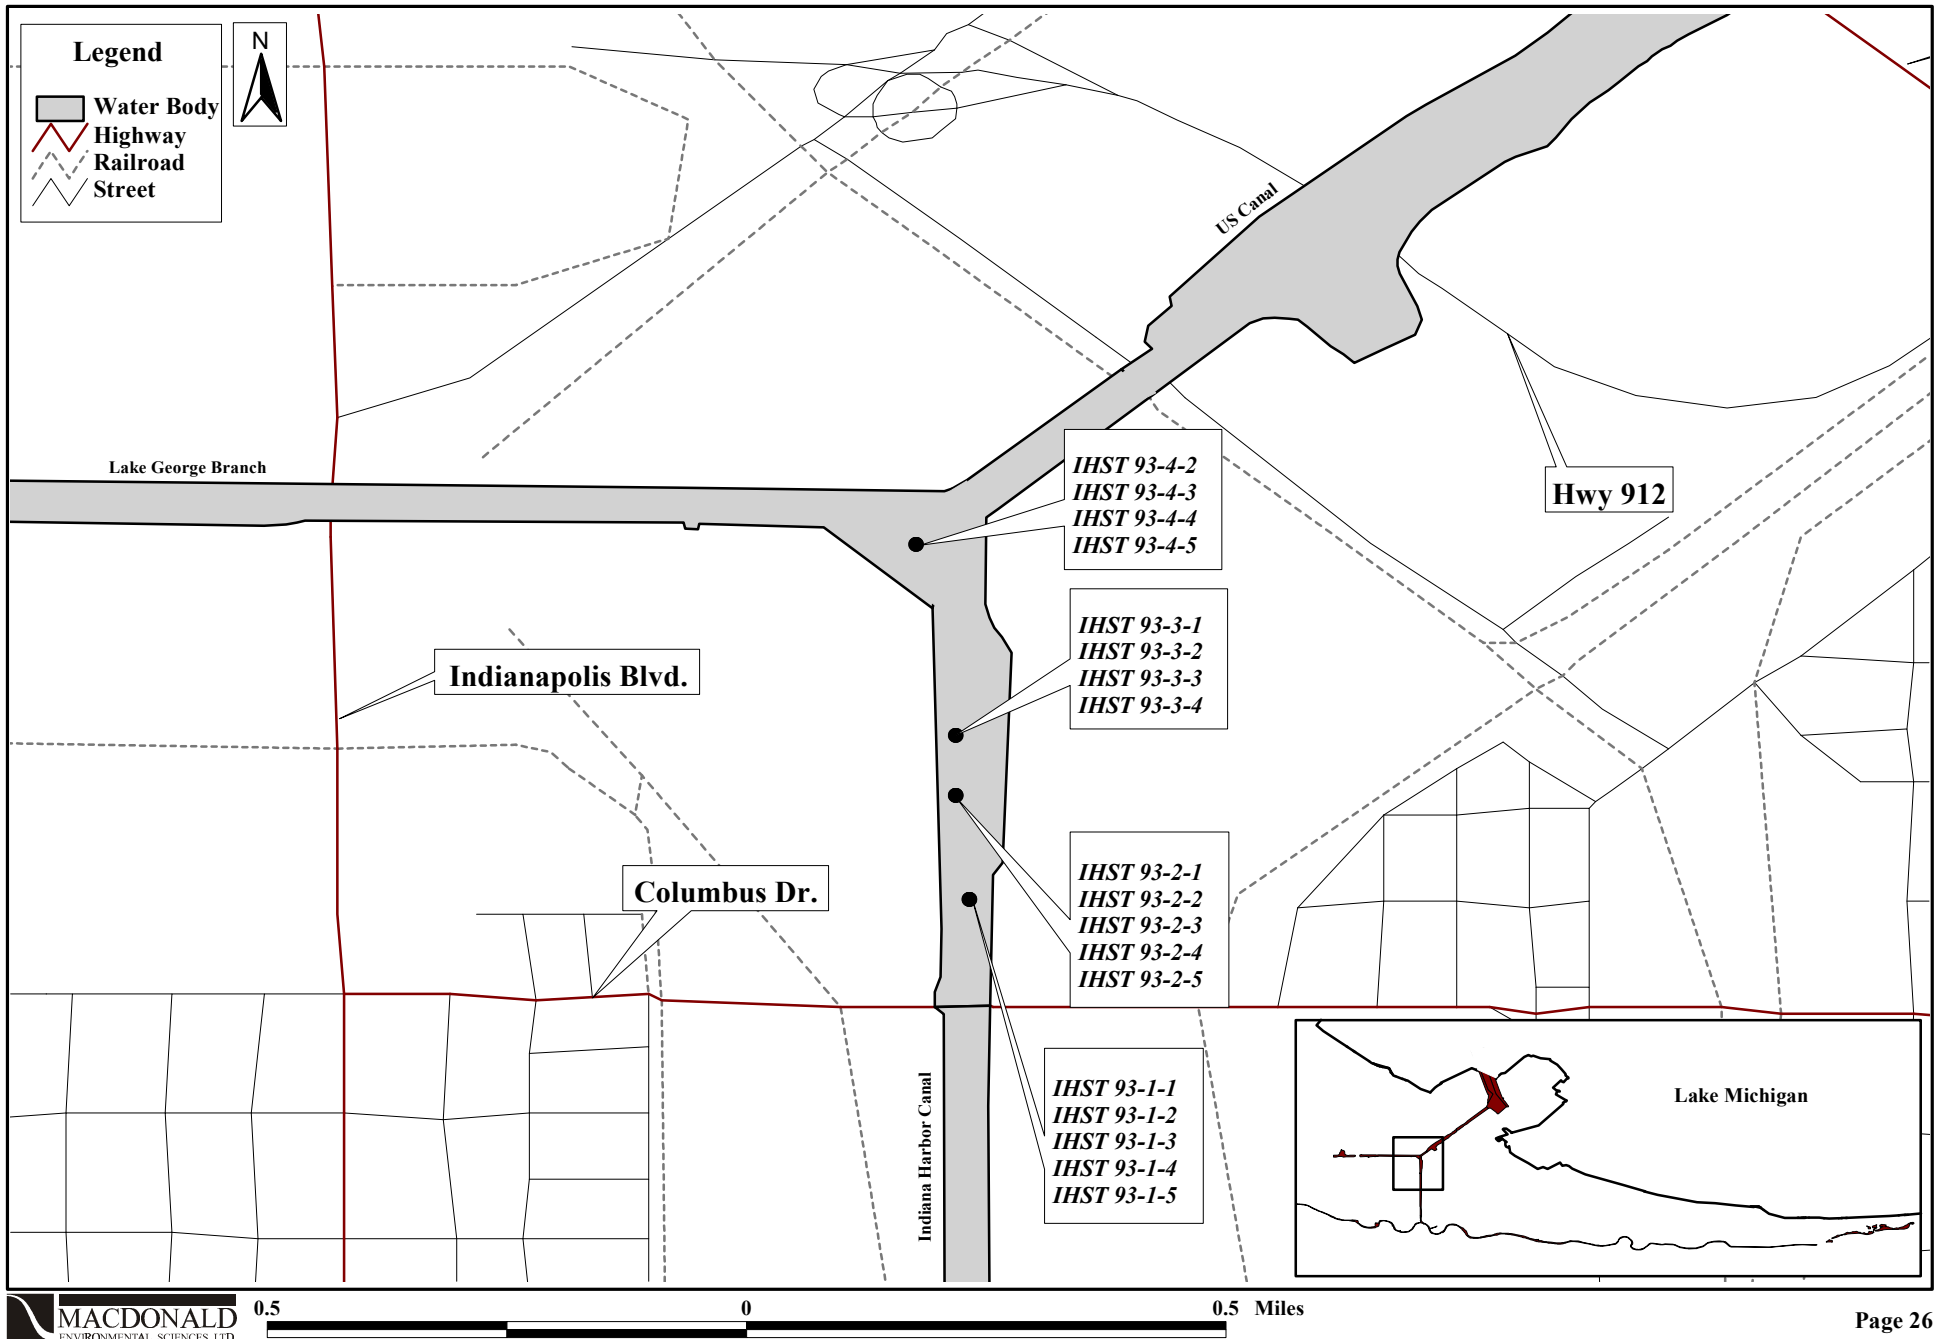 Legend
N
Water Body
Highway
Railroad
Street
US Canal
Lake George Branch
IHST 93-4-2
IHST 93-4-3
IHST 93-4-4
IHST 93-4-5
Hwy 912
IHST 93-3-1
IHST 93-3-2
IHST 93-3-3
IHST 93-3-4
Indianapolis Blvd.
IHST 93-2-1
IHST 93-2-2
IHST 93-2-3
IHST 93-2-4
IHST 93-2-5
Columbus Dr.
IHST 93-1-1
IHST 93-1-2
IHST 93-1-3
IHST 93-1-4
IHST 93-1-5
Indiana Harbor Canal
Lake Michigan
MACDONALD
ENVIRONMENTAL SCIENCES LTD
0.5 0 0.5 Miles
Page 26